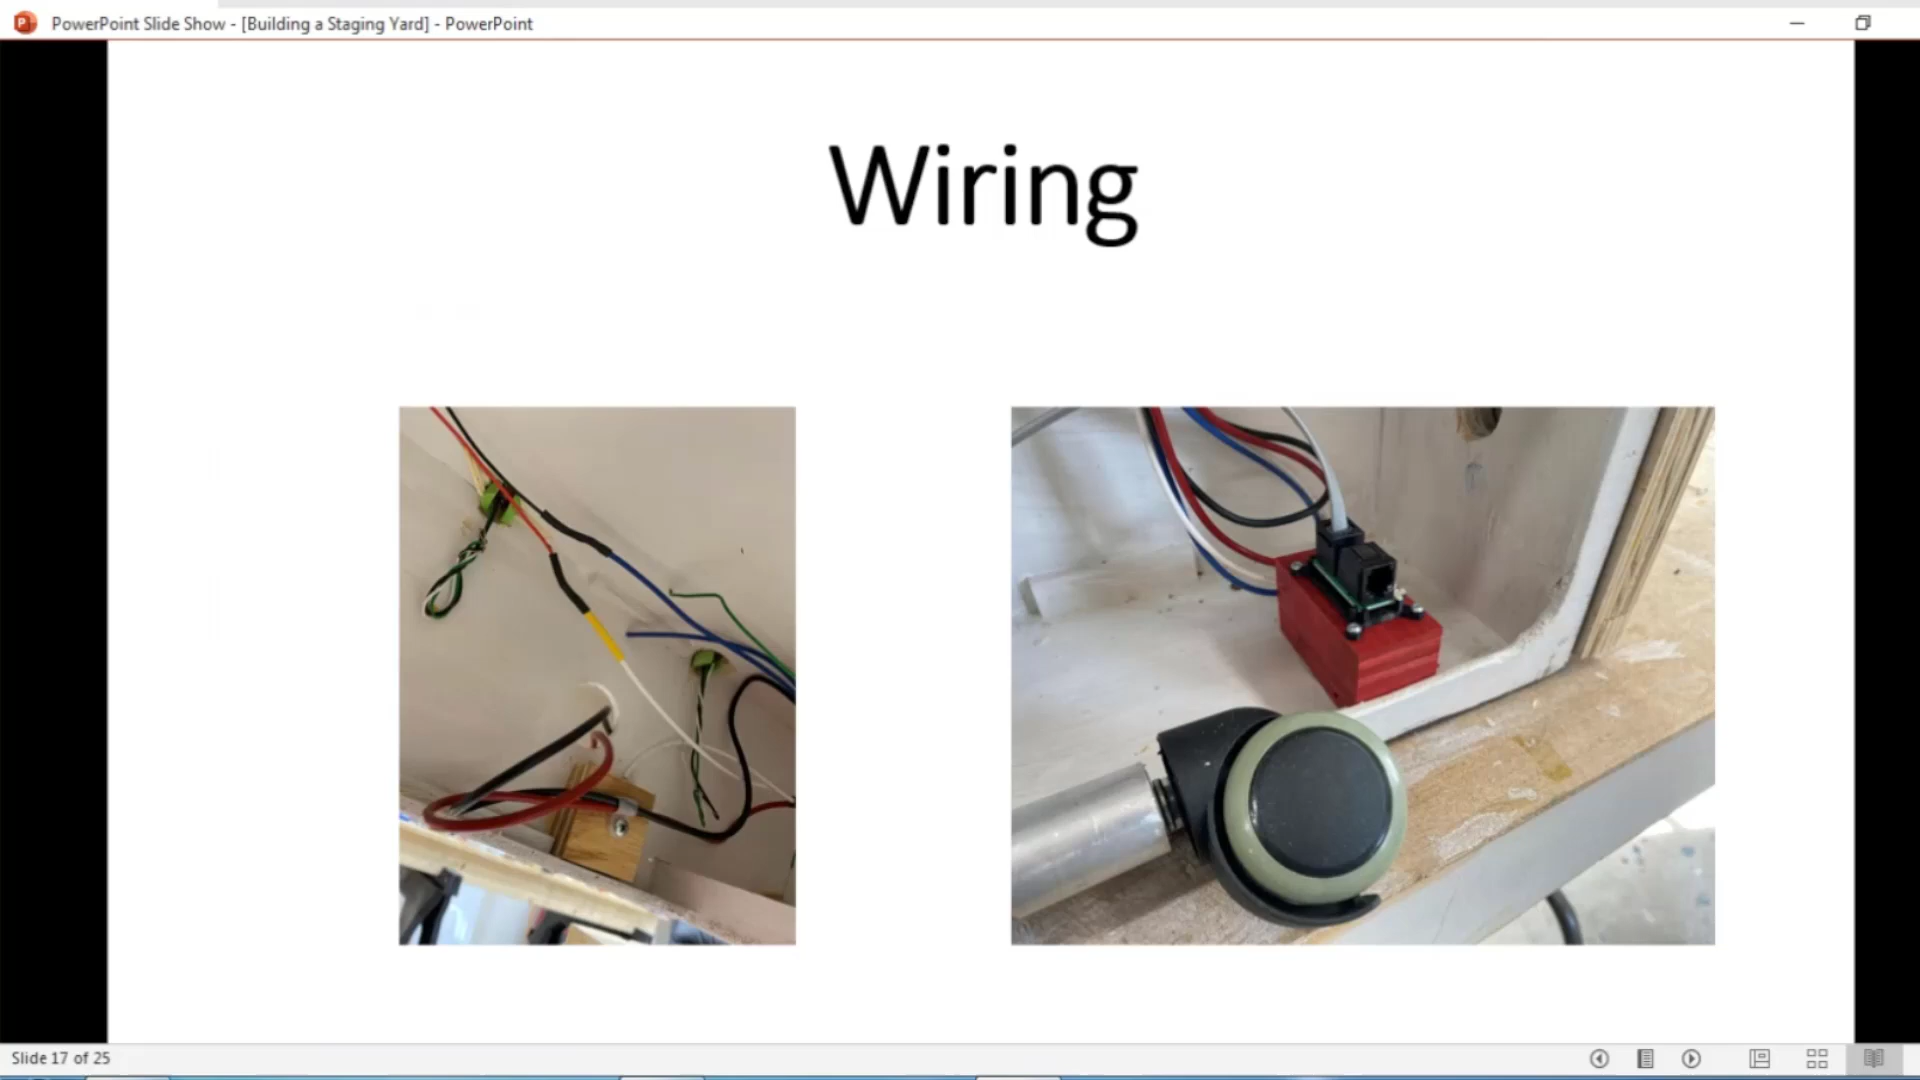 PowerPoint Slide Show - [Building a Staging Yard] - PowerPoint
Wiring
Slide 17 of 25